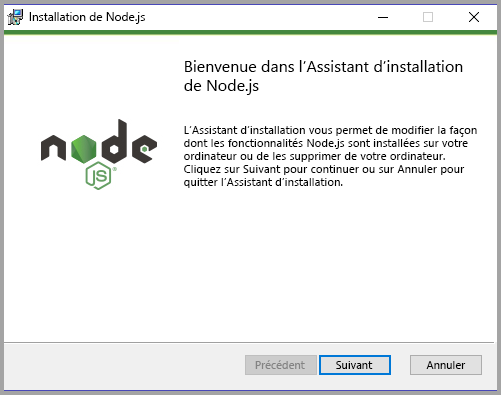 Installation de Node.js
Bienvenue dans l'Assistant d'installation
de Node.js
node
JS®
L'Assistant d'installation vous permet de modifier la façon
dont les fonctionnalités Node.js sont installées sur votre
ordinateur ou de les supprimer de votre ordinateur.
Cliquez sur Suivant pour continuer ou sur Annuler pour
quitter l'Assistant d'installation.
Précédent
Suivant
Annuler